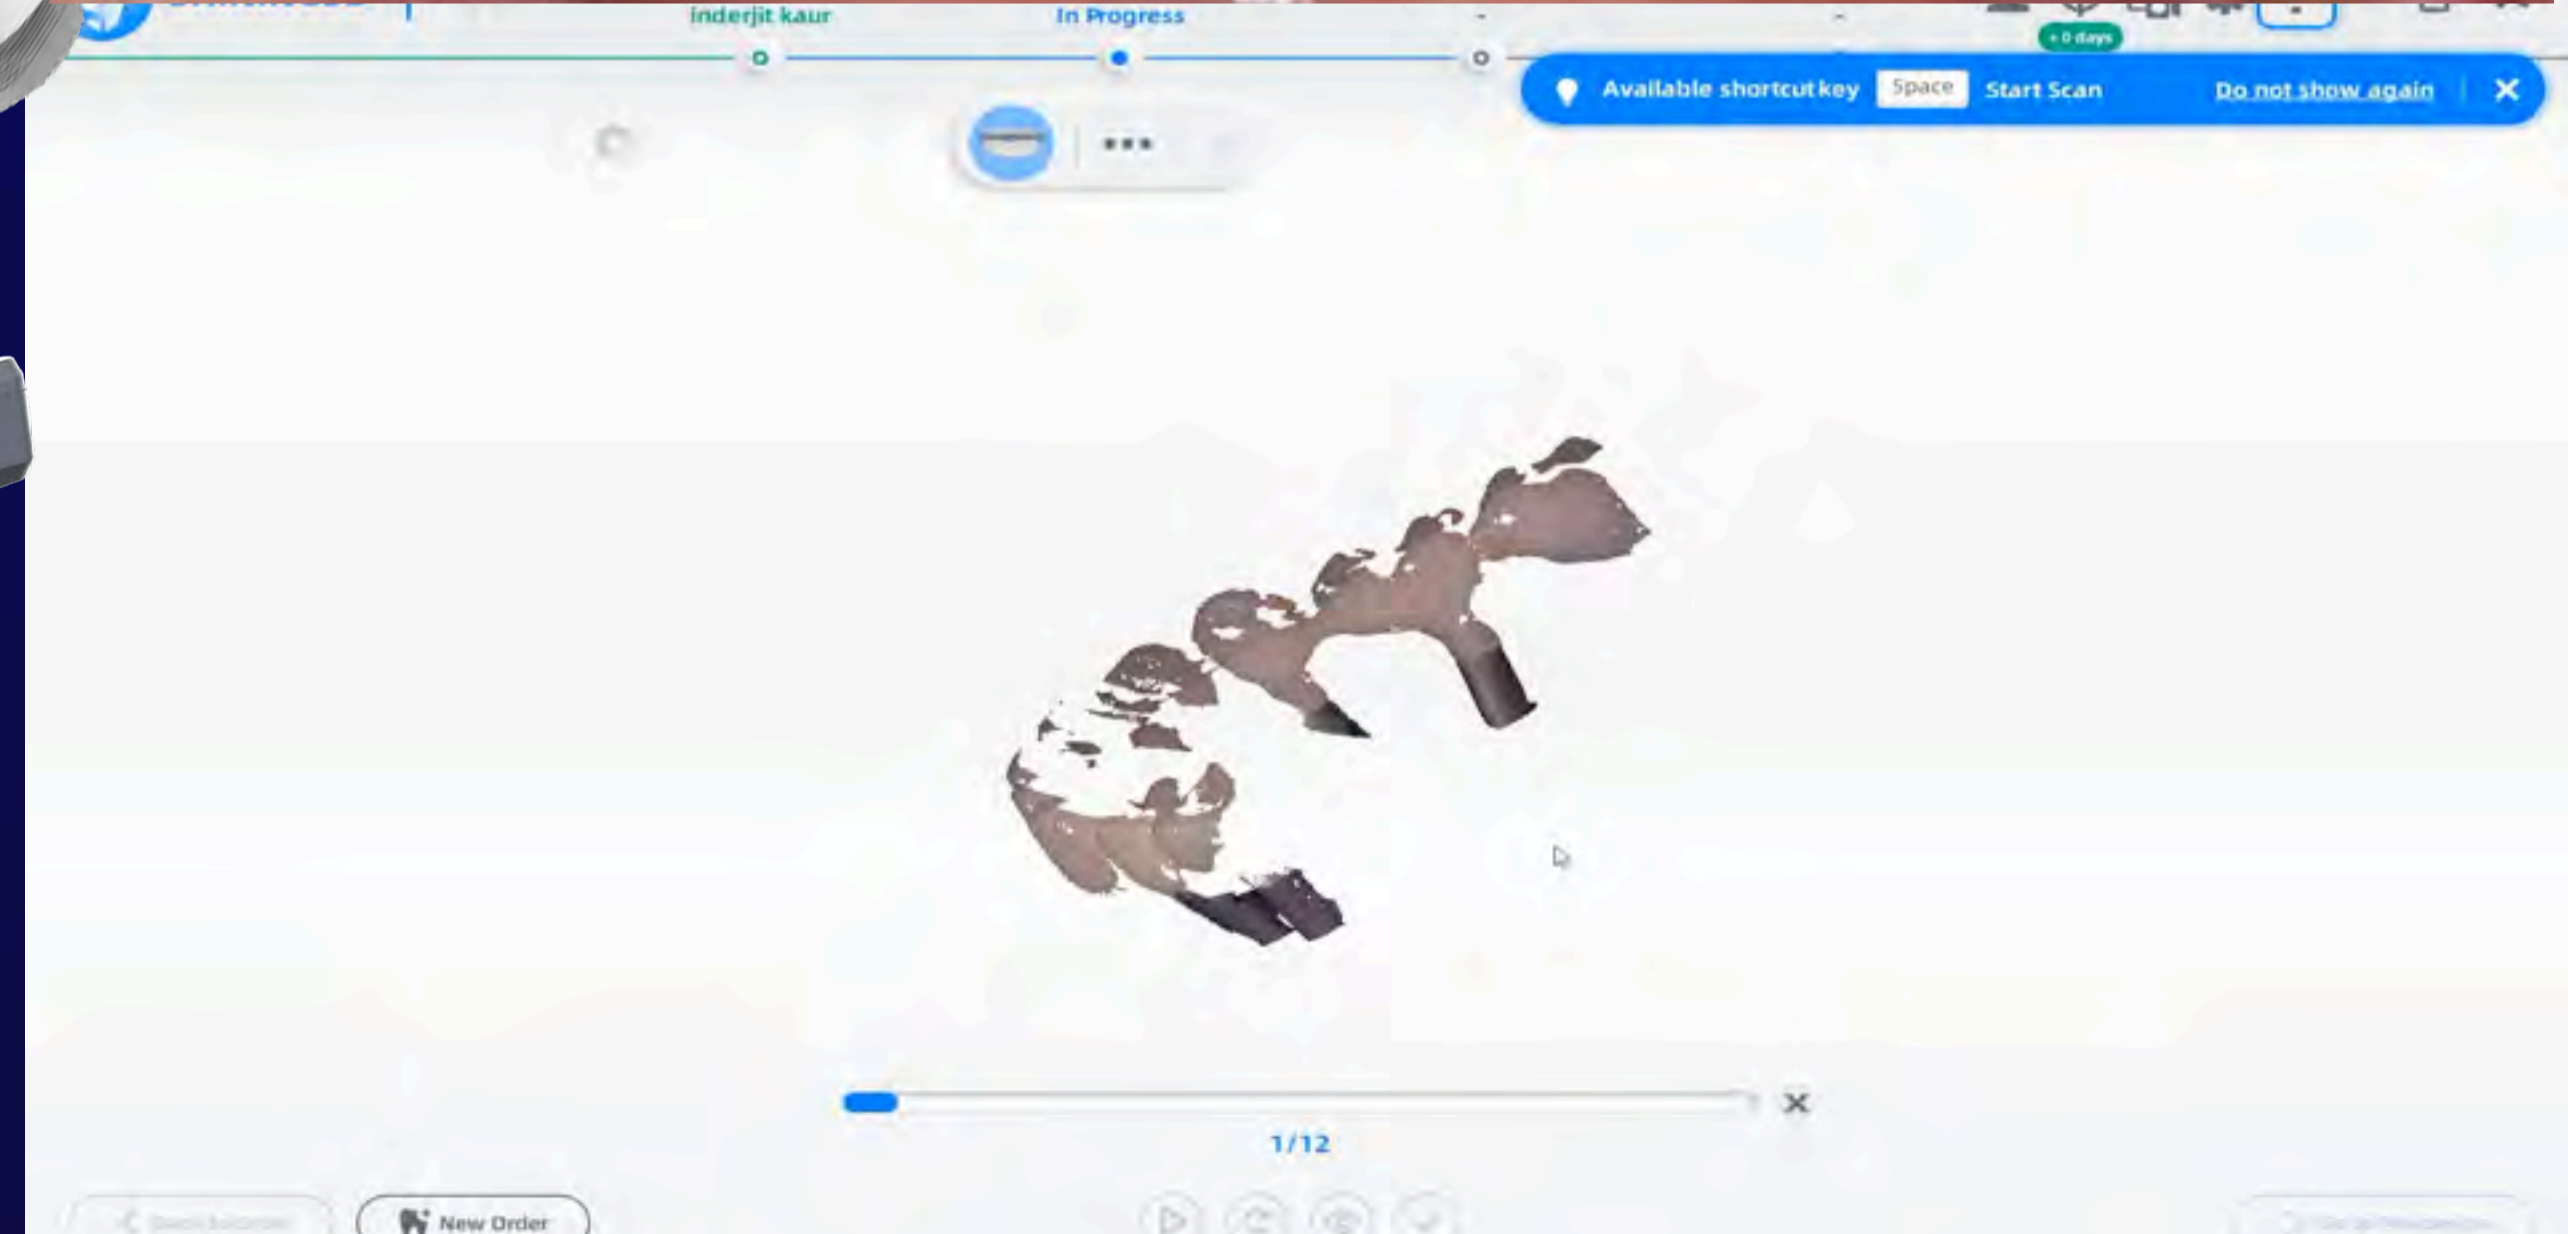 inderjit kaur
In Progress
-
-
+0 days
Available shortcut key Space Start Scan Do not show again
1/12
New Order